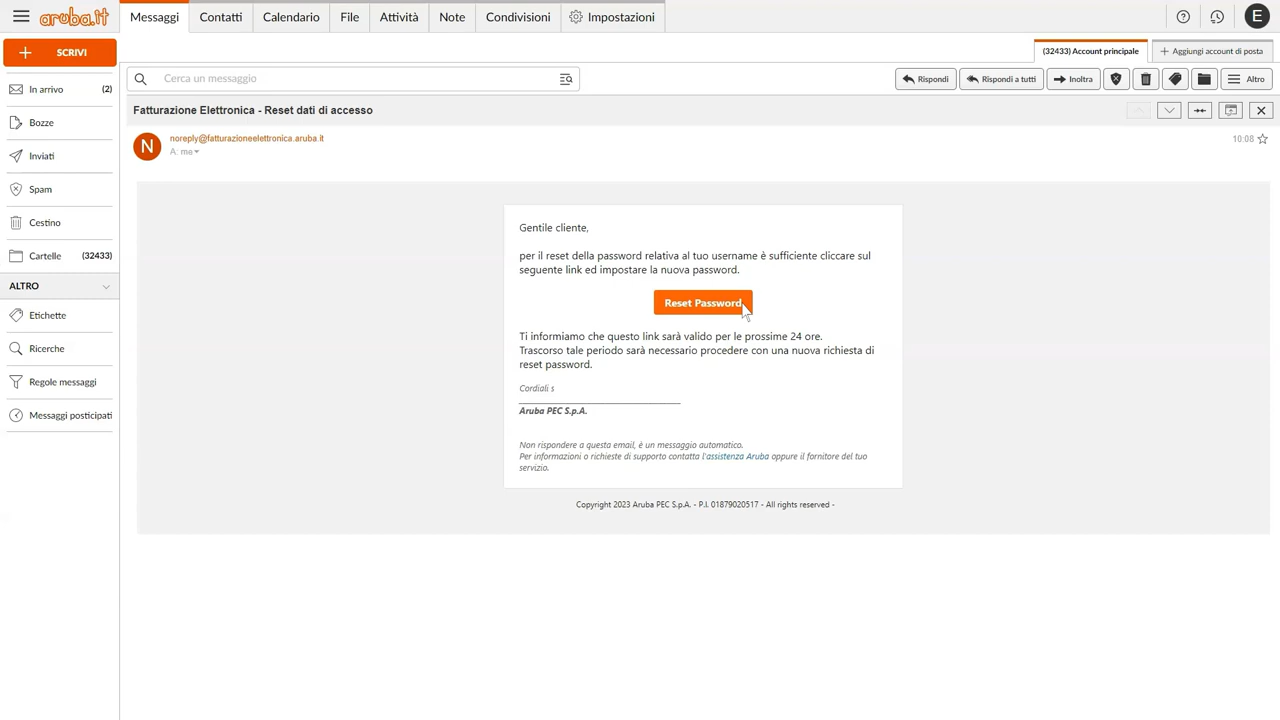 aruba.it
Messaggi
Contatti
Calendario
File
Attività
Note
Condivisioni
Impostazioni
E
SCRIVI
(32433) Account principale
Aggiungi account di posta
In arrivo (2)
Cerca un messaggio
Rispondi
Rispondi a tutti
Inoltra
Altro
Bozze
Inviati
Spam
Cestino
Cartelle (32433)
ALTRO
Etichette
Ricerche
Regole messaggi
Messaggi posticipati
Fatturazione Elettronica - Reset dati di accesso
N
noreply@fatturazioneelettronica.aruba.it
A: me
10:08
Gentile cliente,
per il reset della password relativa al tuo username è sufficiente cliccare sul
seguente link ed impostare la nuova password.
Reset Password
Ti informiamo che questo link sarà valido per le prossime 24 ore.
Trascorso tale periodo sarà necessario procedere con una nuova richiesta di
reset password.
Cordiali s
Aruba PEC S.p.A.
Non rispondere a questa email, è un messaggio automatico.
Per informazioni o richieste di supporto contatta l'assistenza Aruba oppure il fornitore del tuo
servizio.
Copyright 2023 Aruba PEC S.p.A. - P.I. 01879020517 - All rights reserved -